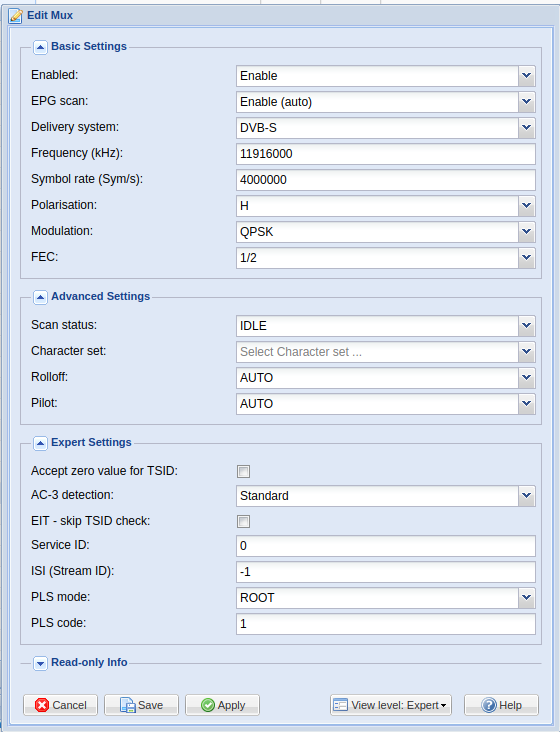 Edit Mux
Basic Settings
Enabled: Enable
EPG scan: Enable (auto)
Delivery system: DVB-S
Frequency (kHz): 11916000
Symbol rate (Sym/s): 4000000
Polarisation: H
Modulation: QPSK
FEC: 1/2
Advanced Settings
Scan status: IDLE
Character set: Select Character set ...
Rolloff: AUTO
Pilot: AUTO
Expert Settings
Accept zero value for TSID:
AC-3 detection: Standard
EIT - skip TSID check:
Service ID: 0
ISI (Stream ID): -1
PLS mode: ROOT
PLS code: 1
Read-only Info
Cancel Save Apply View level: Expert Help